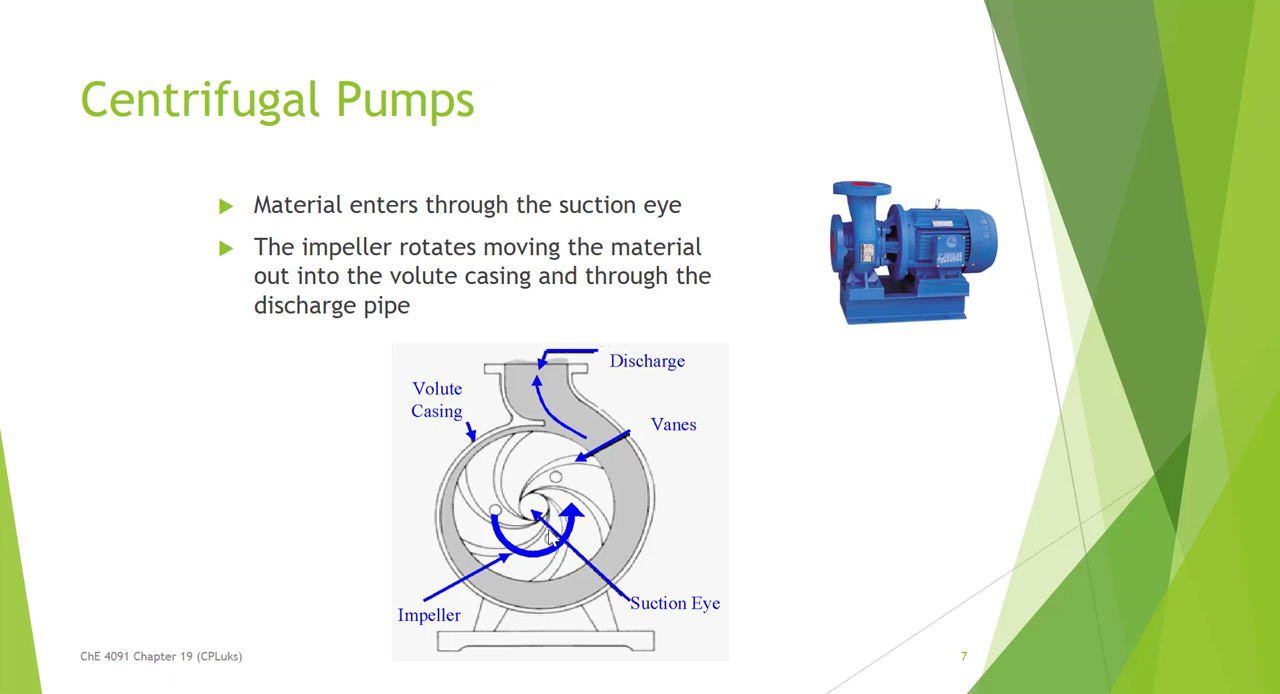 Centrifugal Pumps
Material enters through the suction eye
The impeller rotates moving the material
out into the volute casing and through the
discharge pipe
Discharge
Volute
Casing
Vanes
Suction Eye
Impeller
ChE 4091 Chapter 19 (CPLuks)
7